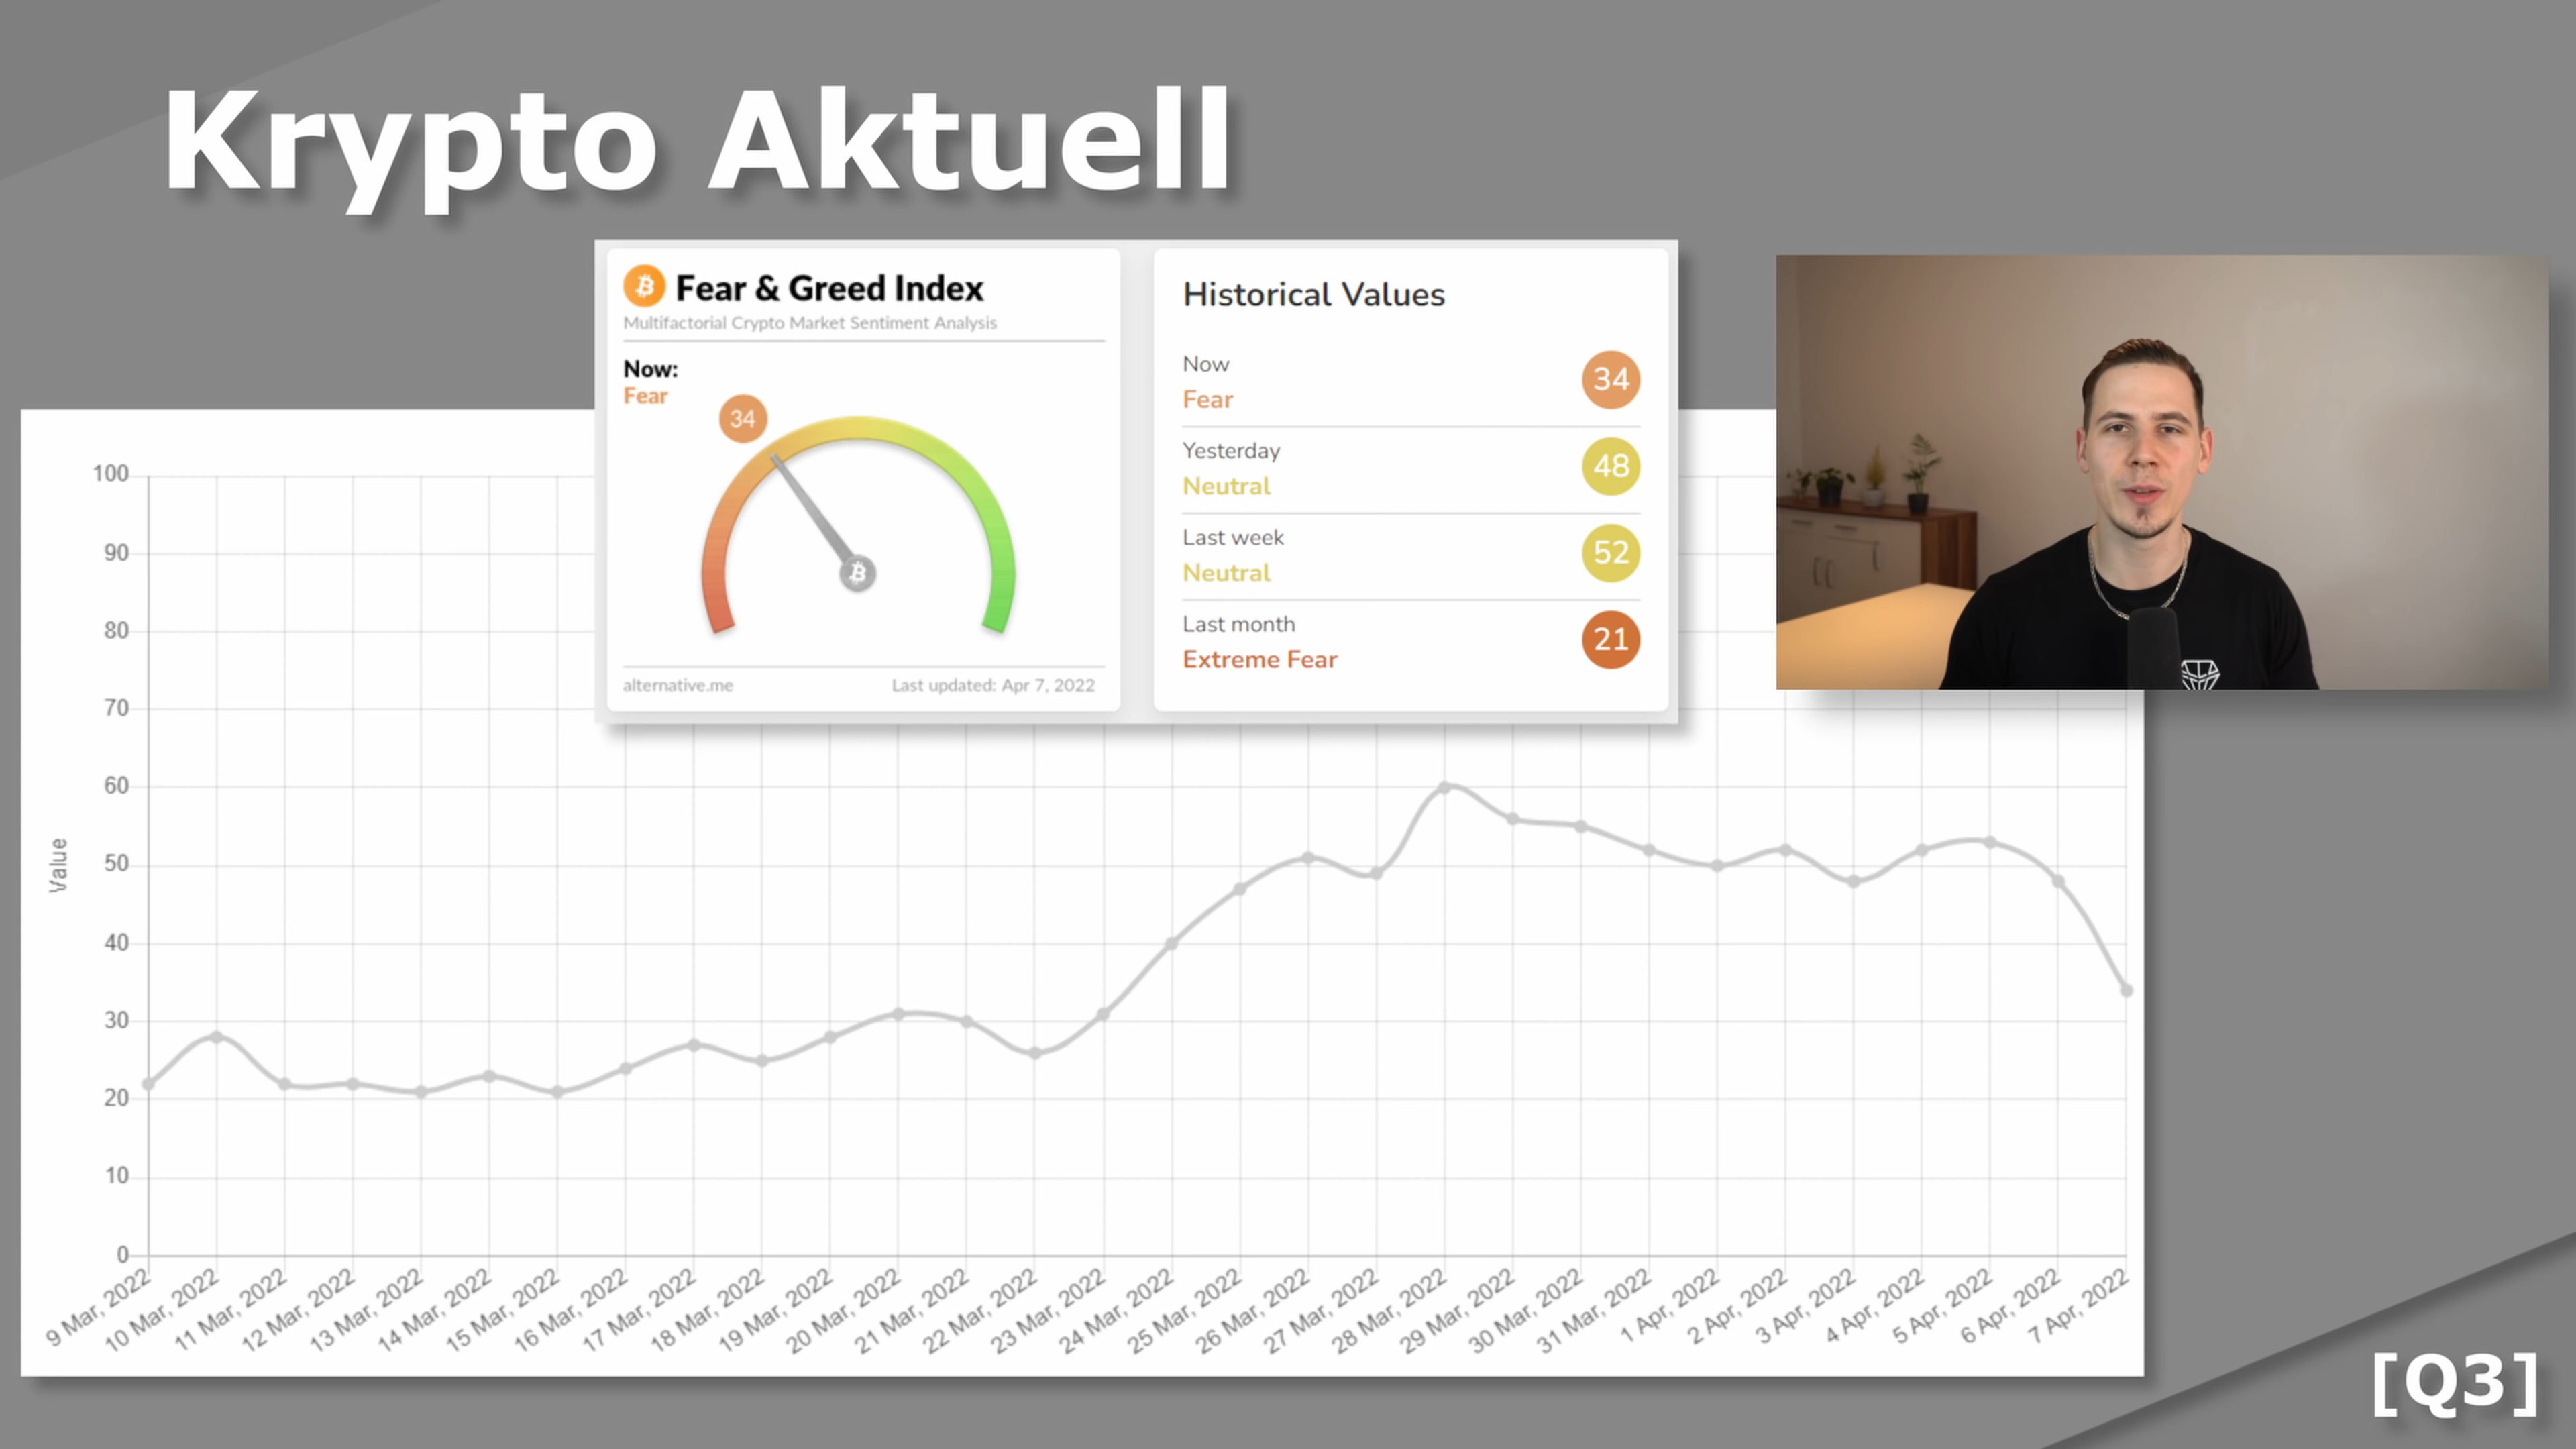 Krypto Aktuell
Fear & Greed Index
Multifactorial Crypto Market Sentiment Analysis
Now:
Fear
34
alternative.me
Last updated: Apr 7, 2022
Historical Values
Now
Fear
34
Yesterday
Neutral
48
Last week
Neutral
52
Last month
Extreme Fear
21
100
90
80
70
60
50
40
30
20
10
0
Value
9 Mar, 2022
10 Mar, 2022
11 Mar, 2022
12 Mar, 2022
13 Mar, 2022
14 Mar, 2022
15 Mar, 2022
16 Mar, 2022
17 Mar, 2022
18 Mar, 2022
19 Mar, 2022
20 Mar, 2022
21 Mar, 2022
22 Mar, 2022
23 Mar, 2022
24 Mar, 2022
25 Mar, 2022
26 Mar, 2022
27 Mar, 2022
28 Mar, 2022
29 Mar, 2022
30 Mar, 2022
31 Mar, 2022
1 Apr, 2022
2 Apr, 2022
3 Apr, 2022
4 Apr, 2022
5 Apr, 2022
6 Apr, 2022
7 Apr, 2022
[Q3]